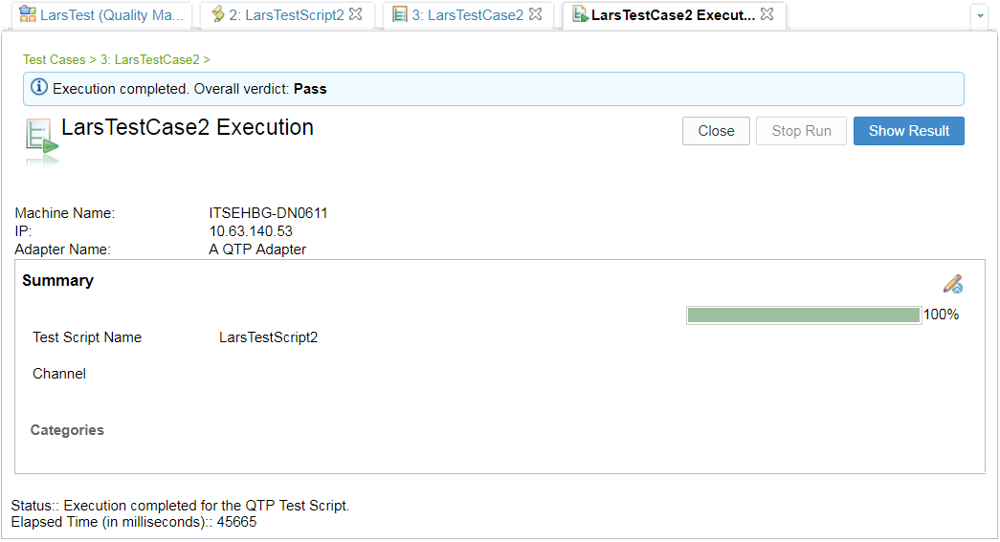 LarsTest (Quality Ma...
2: LarsTestScript2
3: LarsTestCase2
LarsTestCase2 Execut...
Test Cases > 3: LarsTestCase2 >
Execution completed. Overall verdict: Pass
LarsTestCase2 Execution
Close
Stop Run
Show Result
Machine Name: ITSEHBG-DN0611
IP: 10.63.140.53
Adapter Name: A QTP Adapter
Summary
100%
Test Script Name LarsTestScript2
Channel
Categories
Status:: Execution completed for the QTP Test Script.
Elapsed Time (in milliseconds):: 45665